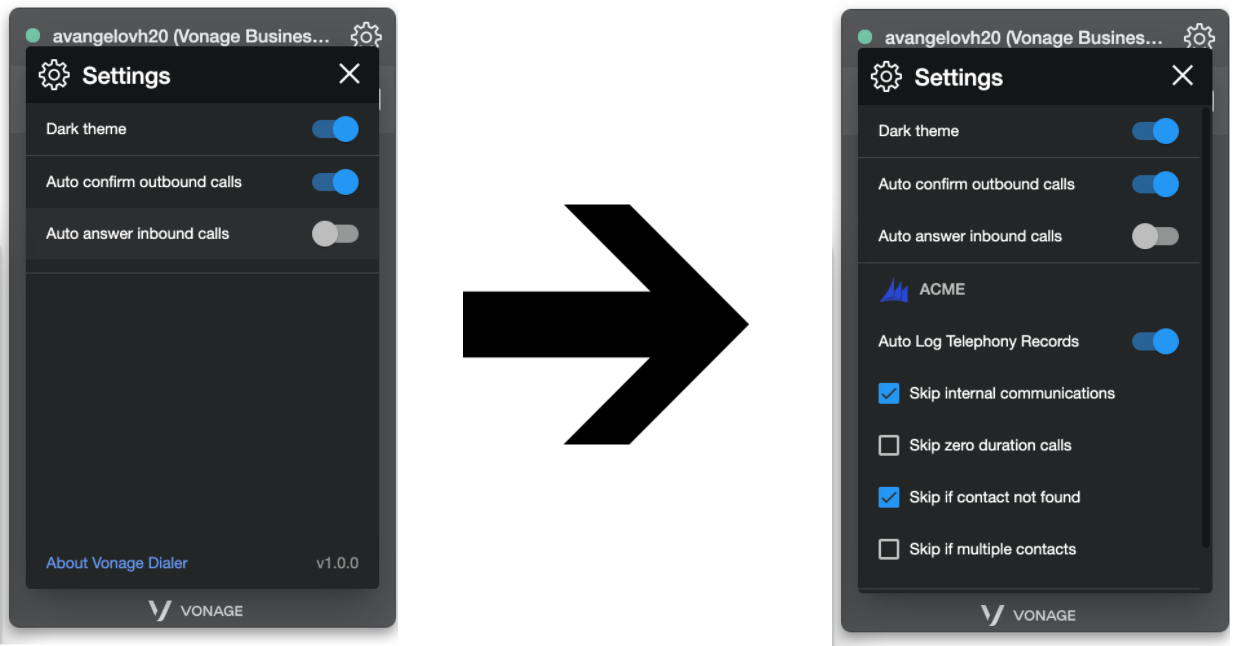 avangelovh20 (Vonage Busines...
Settings
Dark theme
Auto confirm outbound calls
Auto answer inbound calls
About Vonage Dialer v1.0.0
VONAGE
avangelovh20 (Vonage Busines...
Settings
Dark theme
Auto confirm outbound calls
Auto answer inbound calls
ACME
Auto Log Telephony Records
Skip internal communications
Skip zero duration calls
Skip if contact not found
Skip if multiple contacts
VONAGE